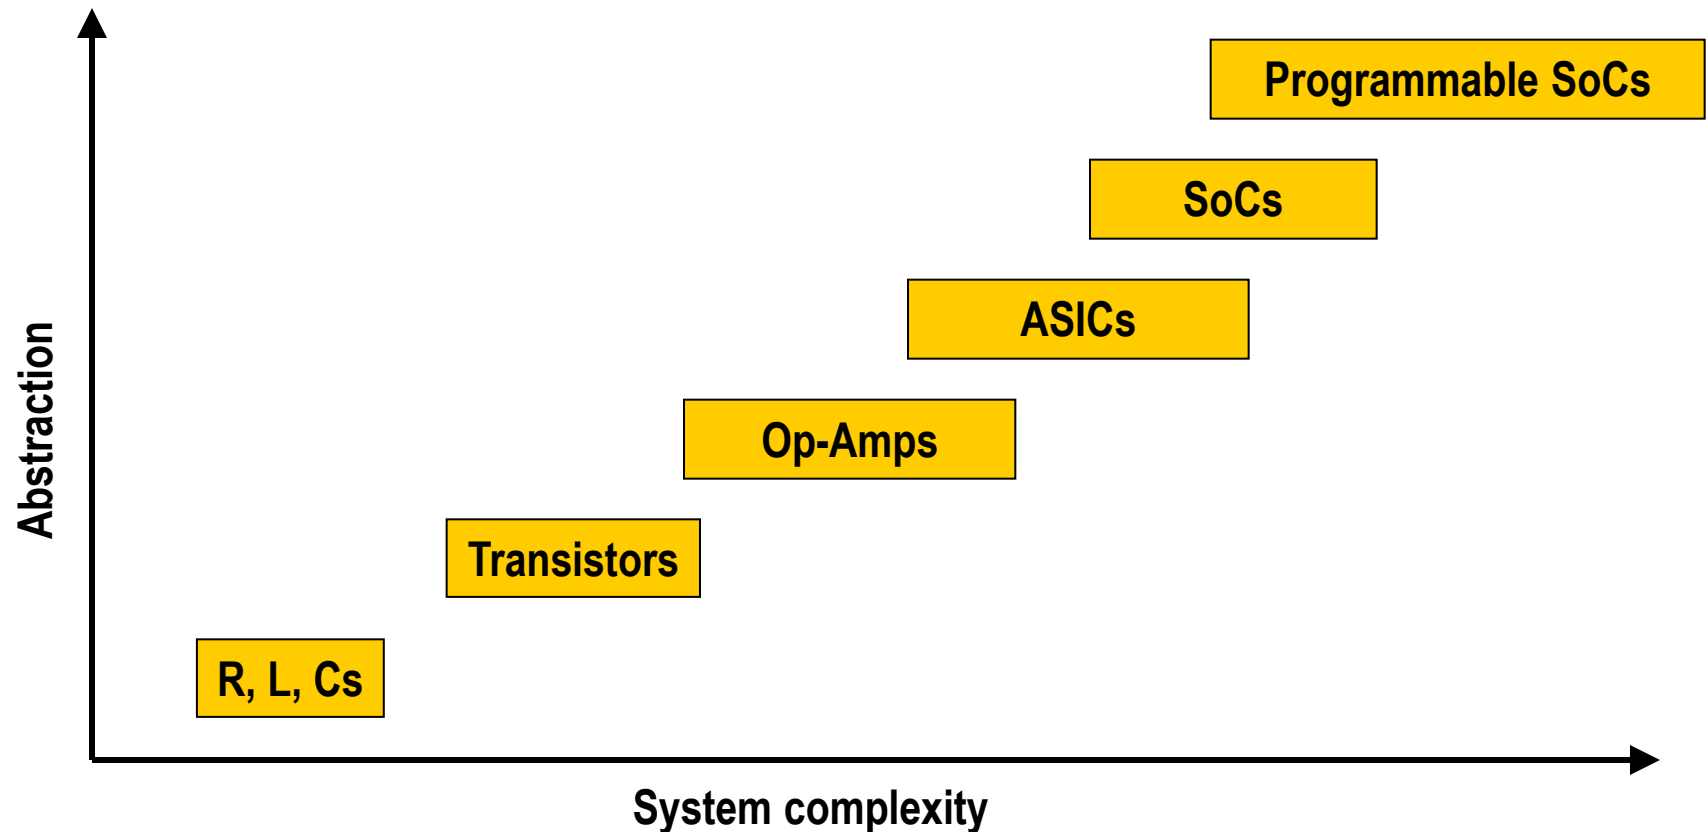 Programmable SoCs
SoCs
ASICs
Op-Amps
Transistors
R, L, Cs
Abstraction
System complexity